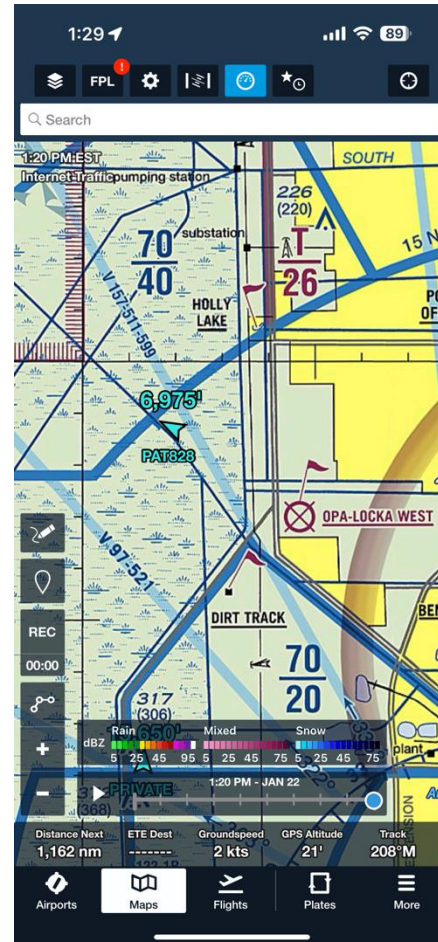 1:29
89
FPL
!
Search
1:20 PM EST
Internet Traffic
pumping station
SOUTH
226
(220)
substation
70
40
T
26
15 N
HOLLY
LAKE
V 157-511-599
6,975'
PAT828
OPA-LOCKA WEST
V 97-521
DIRT TRACK
70
20
REC
00:00
317
(306)
650'
Rain
Mixed
Snow
dBZ
5 25 45 95 5 25 45 75 5 25 45 75
plant
1:20 PM - JAN 22
PRIVATE
(368)
Distance Next
ETE Dest
Groundspeed
GPS Altitude
Track
1,162 nm
-------
2 kts
21'
208°M
Airports
Maps
Flights
Plates
More